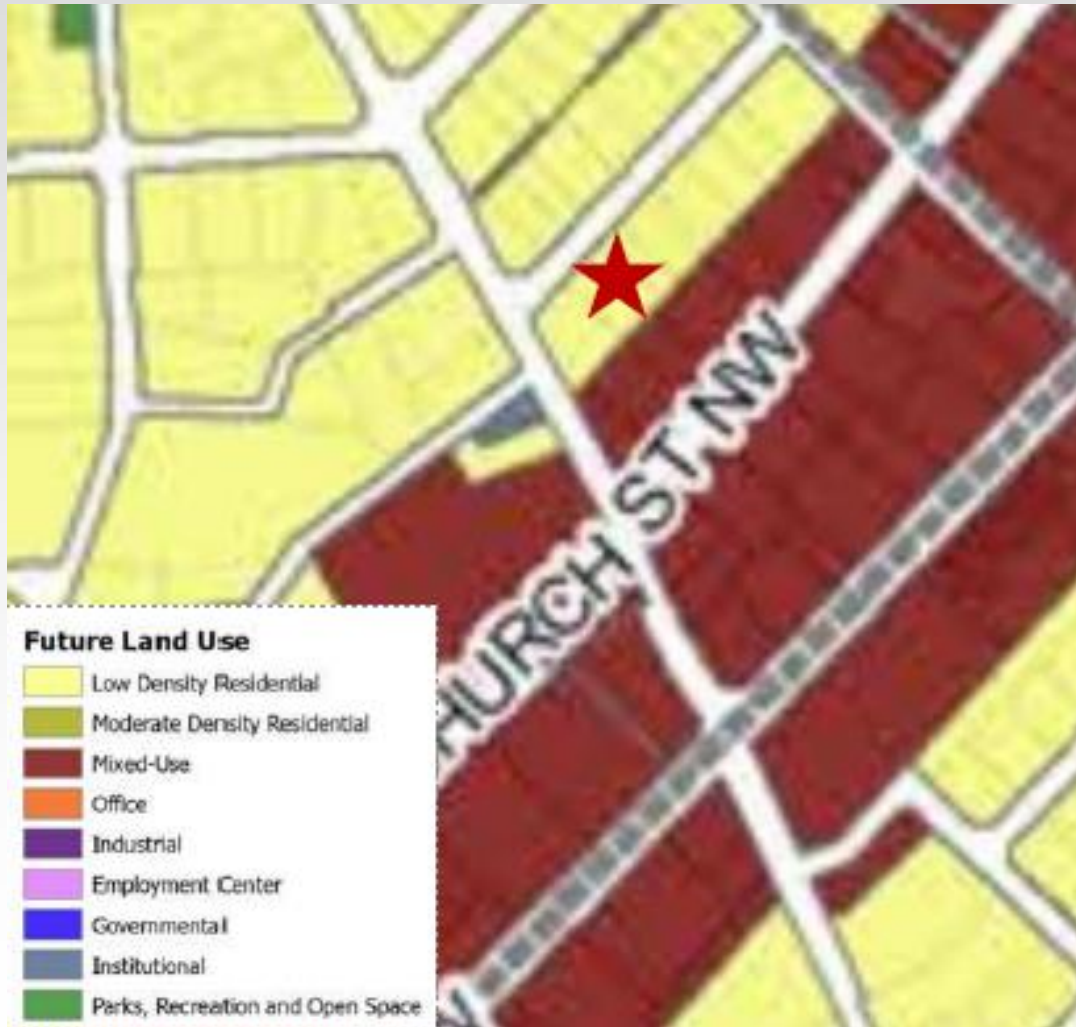 HURCH ST NW
Future Land Use
Low Density Residential
Moderate Density Residential
Mixed-Use
Office
Industrial
Employment Center
Governmental
Institutional
Parks, Recreation and Open Space